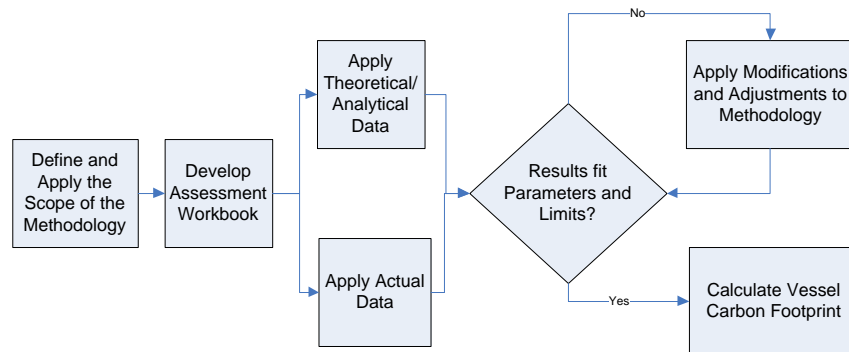 Define and
Apply the
Scope of the
Methodology
Develop
Assessment
Workbook
Apply
Theoretical/
Analytical
Data
Apply Actual
Data
Results fit
Parameters and
Limits?
No
Apply Modifications
and Adjustments to
Methodology
Yes
Calculate Vessel
Carbon Footprint